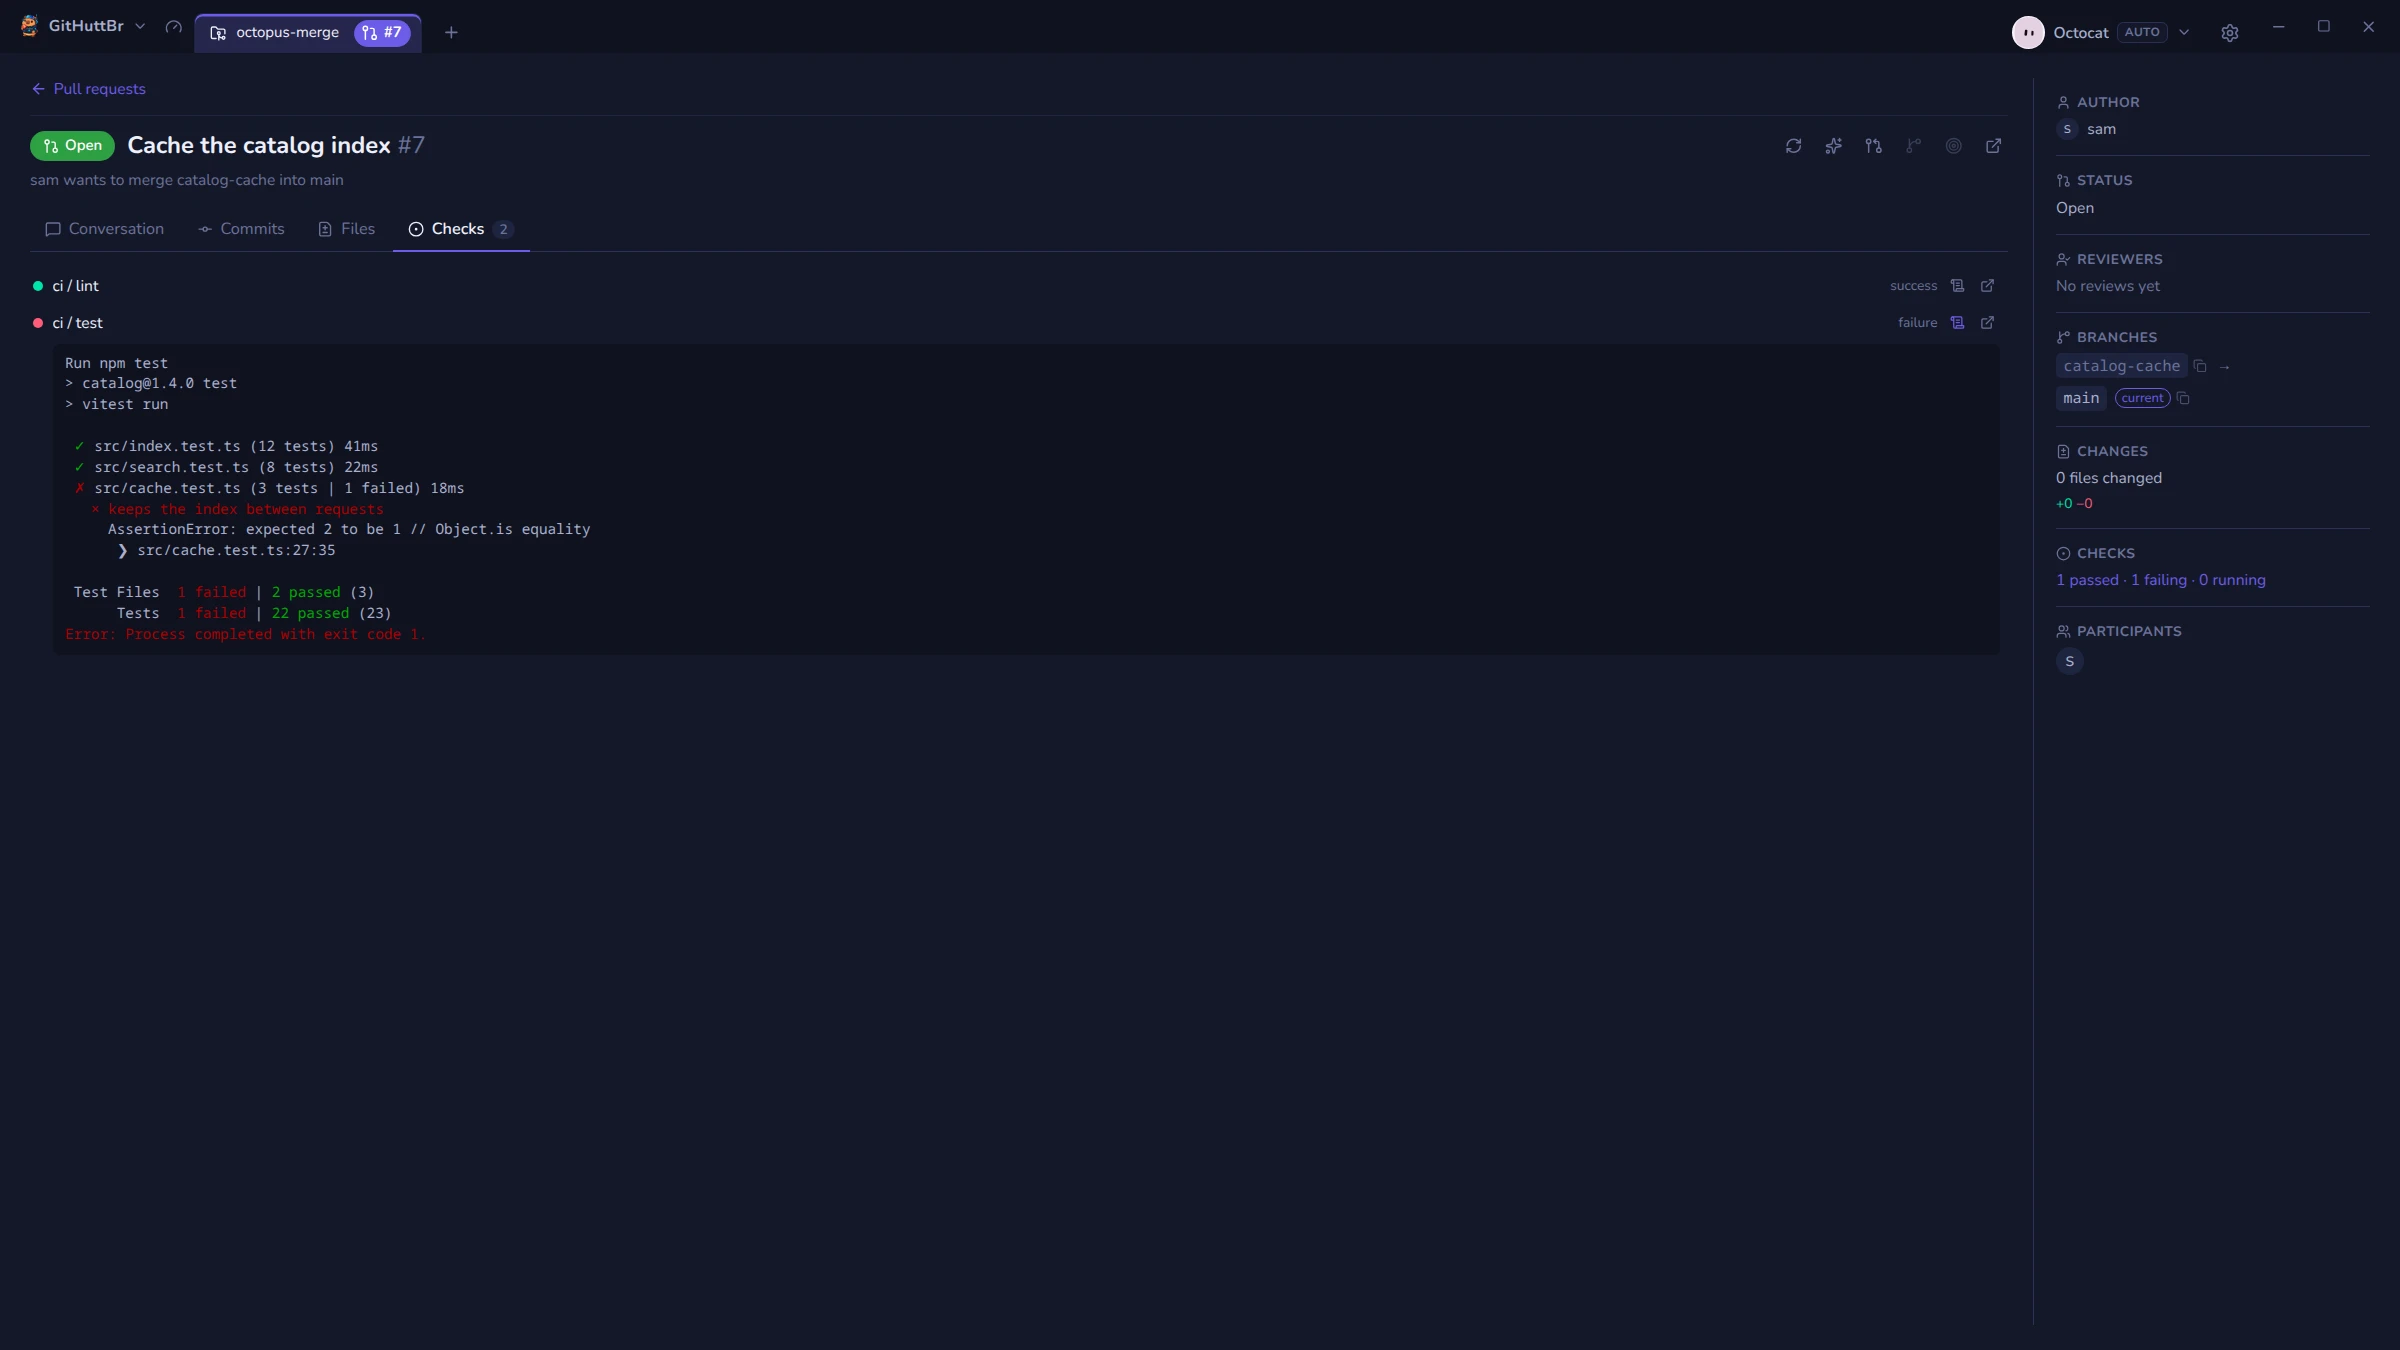 GitHuttBr
octopus-merge #7
Octocat AUTO
Pull requests
Open Cache the catalog index #7
sam wants to merge catalog-cache into main
Conversation Commits Files Checks 2
ci / lint success
ci / test failure
Run npm test
> catalog@1.4.0 test
> vitest run
✓ src/index.test.ts (12 tests) 41ms
✓ src/search.test.ts (8 tests) 22ms
✗ src/cache.test.ts (3 tests | 1 failed) 18ms
× keeps the index between requests
AssertionError: expected 2 to be 1 // Object.is equality
❯ src/cache.test.ts:27:35
Test Files 1 failed | 2 passed (3)
Tests 1 failed | 22 passed (23)
Error: Process completed with exit code 1.
AUTHOR
S sam
STATUS
Open
REVIEWERS
No reviews yet
BRANCHES
catalog-cache →
main current
CHANGES
0 files changed
+0 −0
CHECKS
1 passed · 1 failing · 0 running
PARTICIPANTS
S